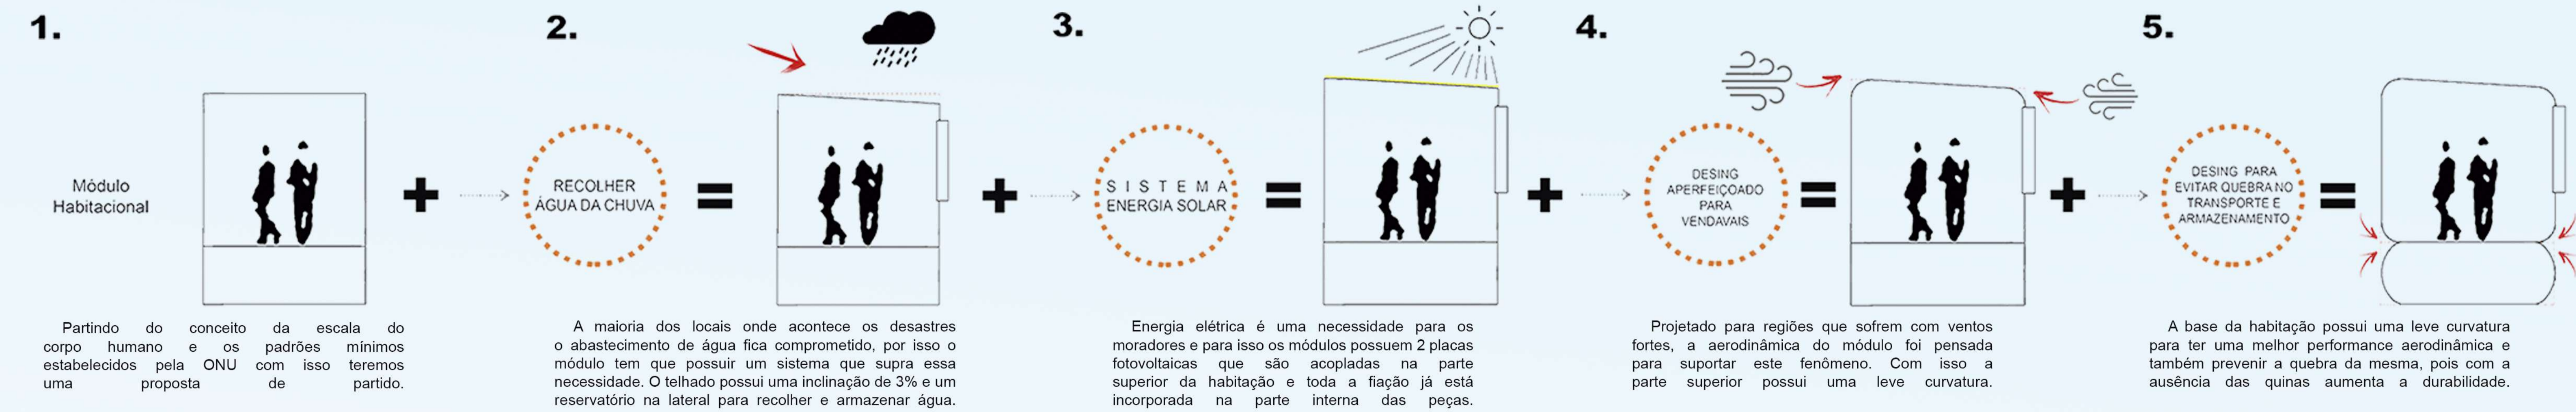 1.
Módulo
Habitacional
Partindo do conceito da escala do
corpo humano e os padrões mínimos
estabelecidos pela ONU com isso teremos
uma proposta de partido.
2.
RECOLHER
ÁGUA DA CHUVA
A maioria dos locais onde acontece os desastres
o abastecimento de água fica comprometido, por isso o
módulo tem que possuir um sistema que supra essa
necessidade. O telhado possui uma inclinação de 3% e um
reservatório na lateral para recolher e armazenar água.
3.
SISTEMA
ENERGIA SOLAR
Energia elétrica é uma necessidade para os
moradores e para isso os módulos possuem 2 placas
fotovoltaicas que são acopladas na parte
superior da habitação e toda a fiação já está
incorporada na parte interna das peças.
4.
DESING
APERFEIÇOADO
PARA
VENDAVAIS
Projetado para regiões que sofrem com ventos
fortes, a aerodinâmica do módulo foi pensada
para suportar este fenômeno. Com isso a
parte superior possui uma leve curvatura.
5.
DESING PARA
EVITAR QUEBRA NO
TRANSPORTE E
ARMAZENAMENTO
A base da habitação possui uma leve curvatura
para ter uma melhor performance aerodinâmica e
também prevenir a quebra da mesma, pois com a
ausência das quinas aumenta a durabilidade.